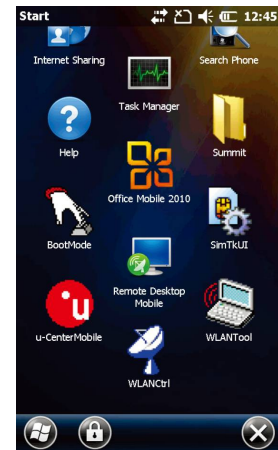 Start 12:45
Internet Sharing
Search Phone
Task Manager
Help
Summit
Office Mobile 2010
BootMode
SimTkUI
Remote Desktop
Mobile
u-CenterMobile
WLANTool
WLANCtrl